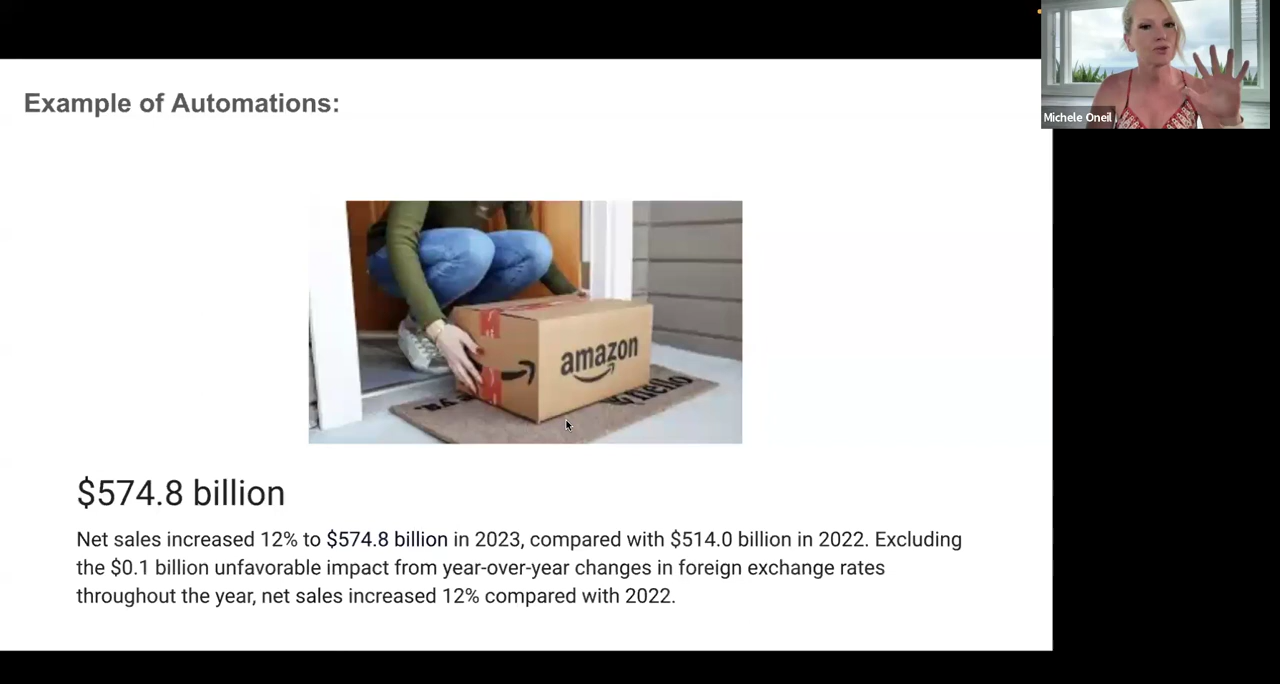 Michele Oneil
Example of Automations:
amazon
hello
$574.8 billion
Net sales increased 12% to $574.8 billion in 2023, compared with $514.0 billion in 2022. Excluding
the $0.1 billion unfavorable impact from year-over-year changes in foreign exchange rates
throughout the year, net sales increased 12% compared with 2022.